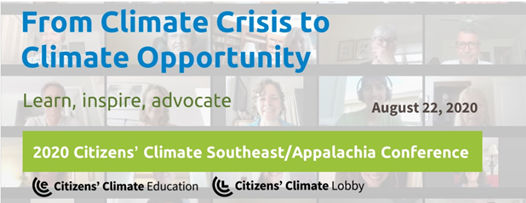 From Climate Crisis to
Climate Opportunity
Learn, inspire, advocate
August 22, 2020
2020 Citizens' Climate Southeast/Appalachia Conference
Citizens' Climate Education
Citizens' Climate Lobby